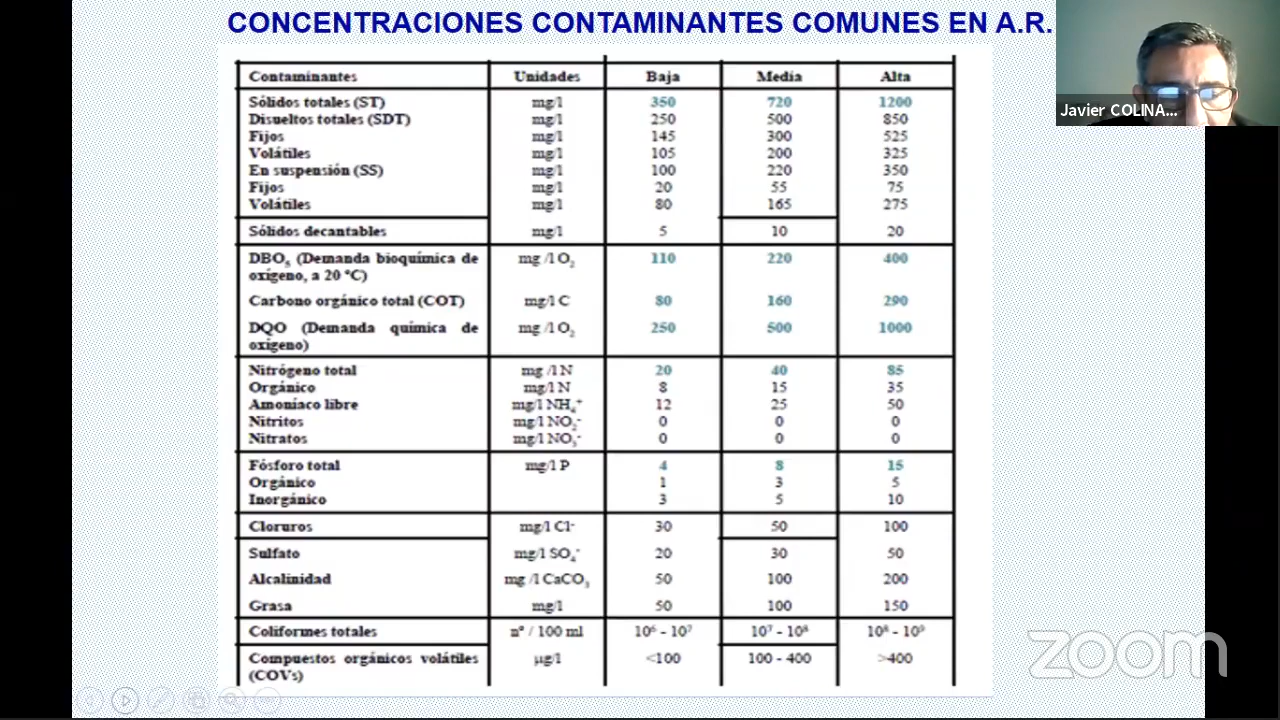 CONCENTRACIONES CONTAMINANTES COMUNES EN A.R.
Javier COLINA...
Contaminantes Unidades Baja Media Alta
Sólidos totales (ST) mg/l 350 720 1200
Disueltos totales (SDT) mg/l 250 500 850
Fijos mg/l 145 300 525
Volátiles mg/l 105 200 325
En suspensión (SS) mg/l 100 220 350
Fijos mg/l 20 55 75
Volátiles mg/l 80 165 275
Sólidos decantables mg/l 5 10 20
DBO₅ (Demanda bioquímica de mg /l O₂ 110 220 400
oxígeno, a 20 ºC)
Carbono orgánico total (COT) mg/l C 80 160 290
DQO (Demanda química de mg /l O₂ 250 500 1000
oxígeno)
Nitrógeno total mg /l N 20 40 85
Orgánico mg/l N 8 15 35
Amoníaco libre mg/l NH₄⁺ 12 25 50
Nitritos mg/l NO₂⁻ 0 0 0
Nitratos mg/l NO₃⁻ 0 0 0
Fósforo total mg/l P 4 8 15
Orgánico 1 3 5
Inorgánico 3 5 10
Cloruros mg/l Cl⁻ 30 50 100
Sulfato mg/l SO₄⁻ 20 30 50
Alcalinidad mg /l CaCO₃ 50 100 200
Grasa mg/l 50 100 150
Coliformes totales nº / 100 ml 10⁶ - 10⁷ 10⁷ - 10⁸ 10⁸ - 10⁹
Compuestos orgánicos volátiles µg/l <100 100 - 400 >400
(COVs)
zoom